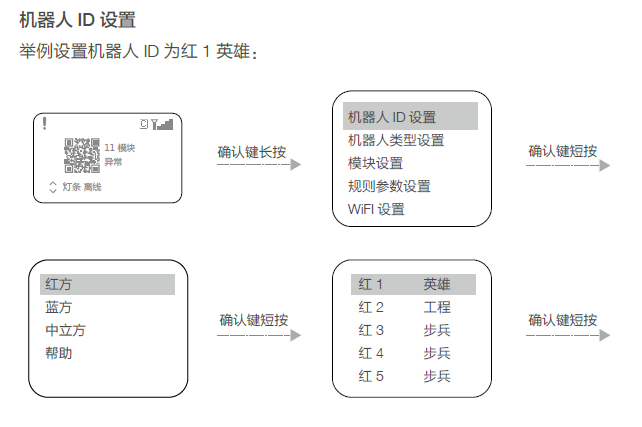 机器人 ID 设置
举例设置机器人 ID 为红 1 英雄：
11 模块
异常
灯条 离线
确认键长按
机器人 ID 设置
机器人类型设置
模块设置
规则参数设置
WiFI 设置
确认键短按
红方
蓝方
中立方
帮助
确认键短按
红 1 英雄
红 2 工程
红 3 步兵
红 4 步兵
红 5 步兵
确认键短按